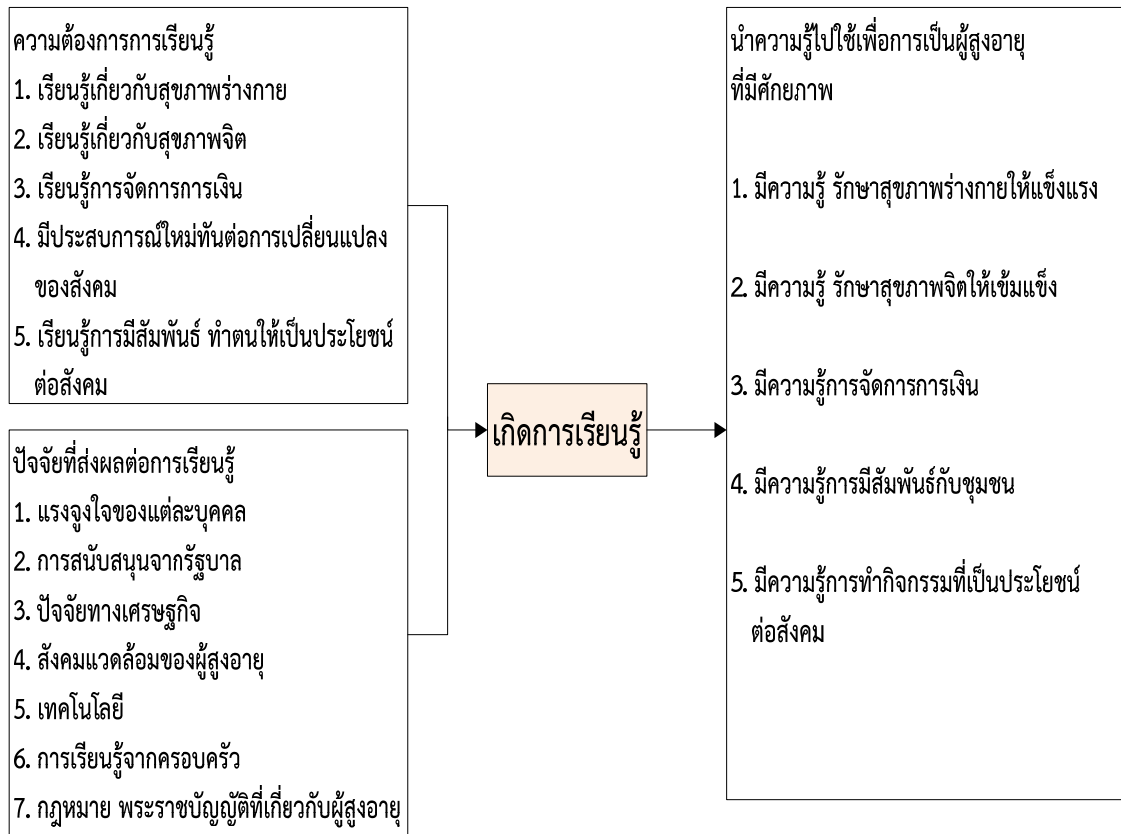 ความต้องการการเรียนรู้
1. เรียนรู้เกี่ยวกับสุขภาพร่างกาย
2. เรียนรู้เกี่ยวกับสุขภาพจิต
3. เรียนรู้การจัดการการเงิน
4. มีประสบการณ์ใหม่ทันต่อการเปลี่ยนแปลง
ของสังคม
5. เรียนรู้การมีสัมพันธ์ ทำตนให้เป็นประโยชน์
ต่อสังคม
ปัจจัยที่ส่งผลต่อการเรียนรู้
1. แรงจูงใจของแต่ละบุคคล
2. การสนับสนุนจากรัฐบาล
3. ปัจจัยทางเศรษฐกิจ
4. สังคมแวดล้อมของผู้สูงอายุ
5. เทคโนโลยี
6. การเรียนรู้จากครอบครัว
7. กฎหมาย พระราชบัญญัติที่เกี่ยวกับผู้สูงอายุ
เกิดการเรียนรู้
นำความรู้ไปใช้เพื่อการเป็นผู้สูงอายุ
ที่มีศักยภาพ
1. มีความรู้ รักษาสุขภาพร่างกายให้แข็งแรง
2. มีความรู้ รักษาสุขภาพจิตให้เข้มแข็ง
3. มีความรู้การจัดการการเงิน
4. มีความรู้การมีสัมพันธ์กับชุมชน
5. มีความรู้การทำกิจกรรมที่เป็นประโยชน์
ต่อสังคม